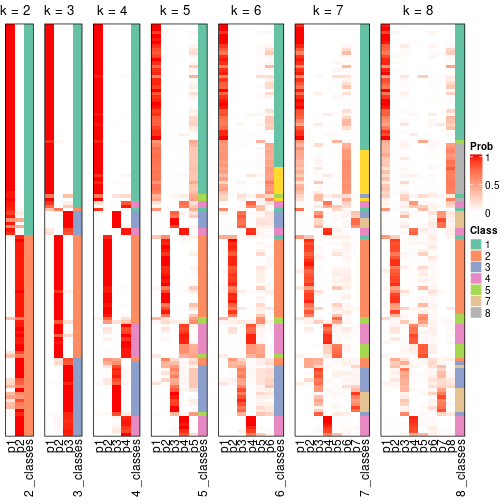 k = 2
k = 3
k = 4
k = 5
k = 6
k = 7
k = 8
Prob
1
0.5
0
Class
1
2
3
4
5
7
8
p1
p2
2_classes
p1
p2
p3
3_classes
p1
p2
p3
p4
4_classes
p1
p2
p3
p4
p5
5_classes
p1
p2
p3
p4
p5
p6
6_classes
p1
p2
p3
p4
p5
p6
p7
7_classes
p1
p2
p3
p4
p5
p6
p7
p8
8_classes